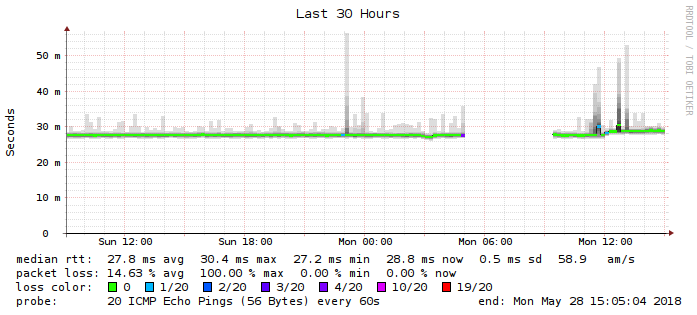 Last 30 Hours
RRDTOOL / TOBI OETIKER
Seconds
50 m
40 m
30 m
20 m
10 m
0
Sun 12:00 Sun 18:00 Mon 00:00 Mon 06:00 Mon 12:00
median rtt: 27.8 ms avg 30.4 ms max 27.2 ms min 28.8 ms now 0.5 ms sd 58.9 am/s
packet loss: 14.63 % avg 100.00 % max 0.00 % min 0.00 % now
loss color: 0 1/20 2/20 3/20 4/20 10/20 19/20
probe: 20 ICMP Echo Pings (56 Bytes) every 60s end: Mon May 28 15:05:04 2018